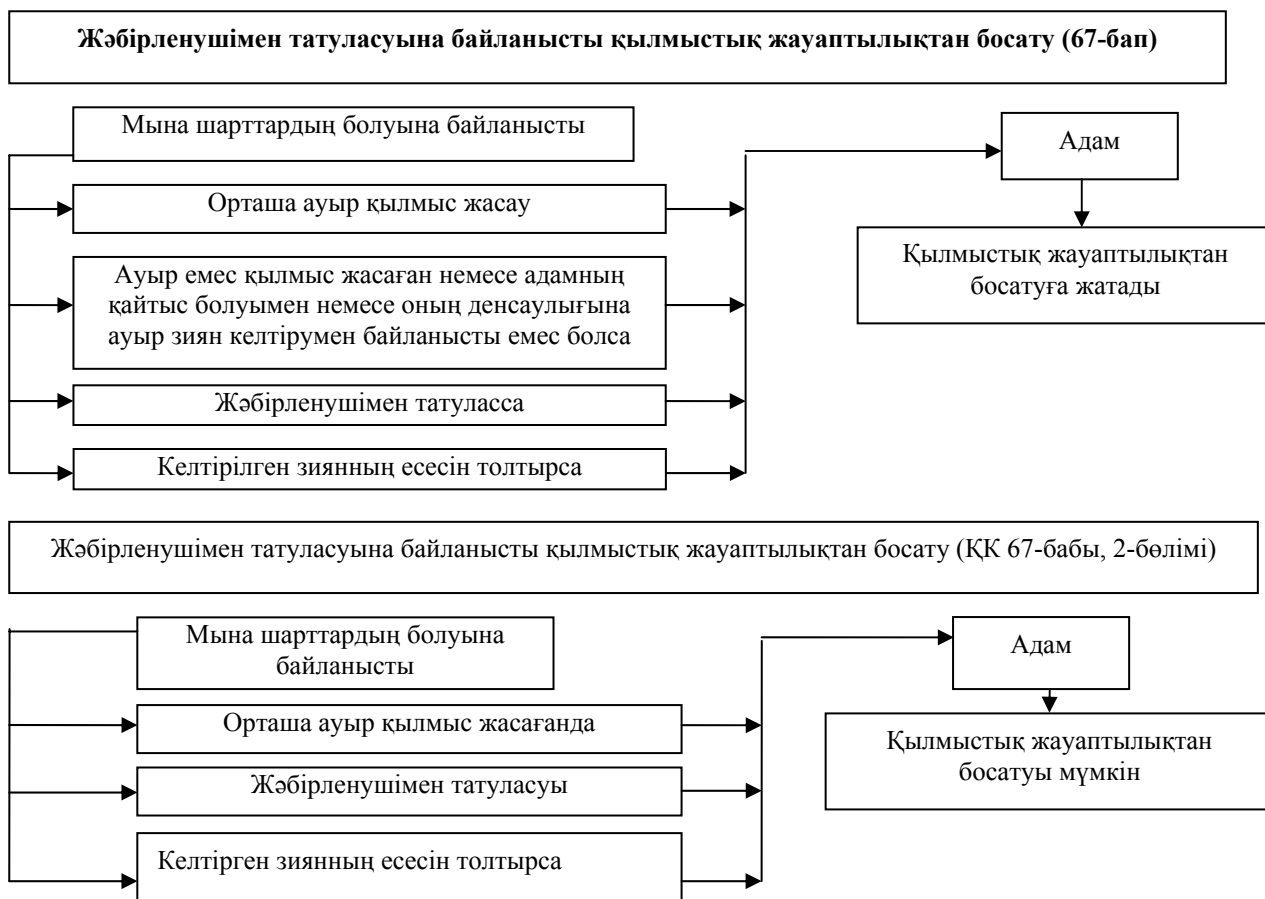 Жәбірленушімен татуласуына байланысты қылмыстық жауаптылықтан босату (67-бап)
Мына шарттардың болуына байланысты
Орташа ауыр қылмыс жасау
Ауыр емес қылмыс жасаған немесе адамның
қайтыс болуымен немесе оның денсаулығына
ауыр зиян келтірумен байланысты емес болса
Жәбірленушімен татуласса
Келтірілген зиянның есесін толтырса
Адам
Қылмыстық жауаптылықтан
босатуға жатады
Жәбірленушімен татуласуына байланысты қылмыстық жауаптылықтан босату (ҚК 67-бабы, 2-бөлімі)
Мына шарттардың болуына
байланысты
Орташа ауыр қылмыс жасағанда
Жәбірленушімен татуласуы
Келтірген зиянның есесін толтырса
Адам
Қылмыстық жауаптылықтан
босатуы мүмкін